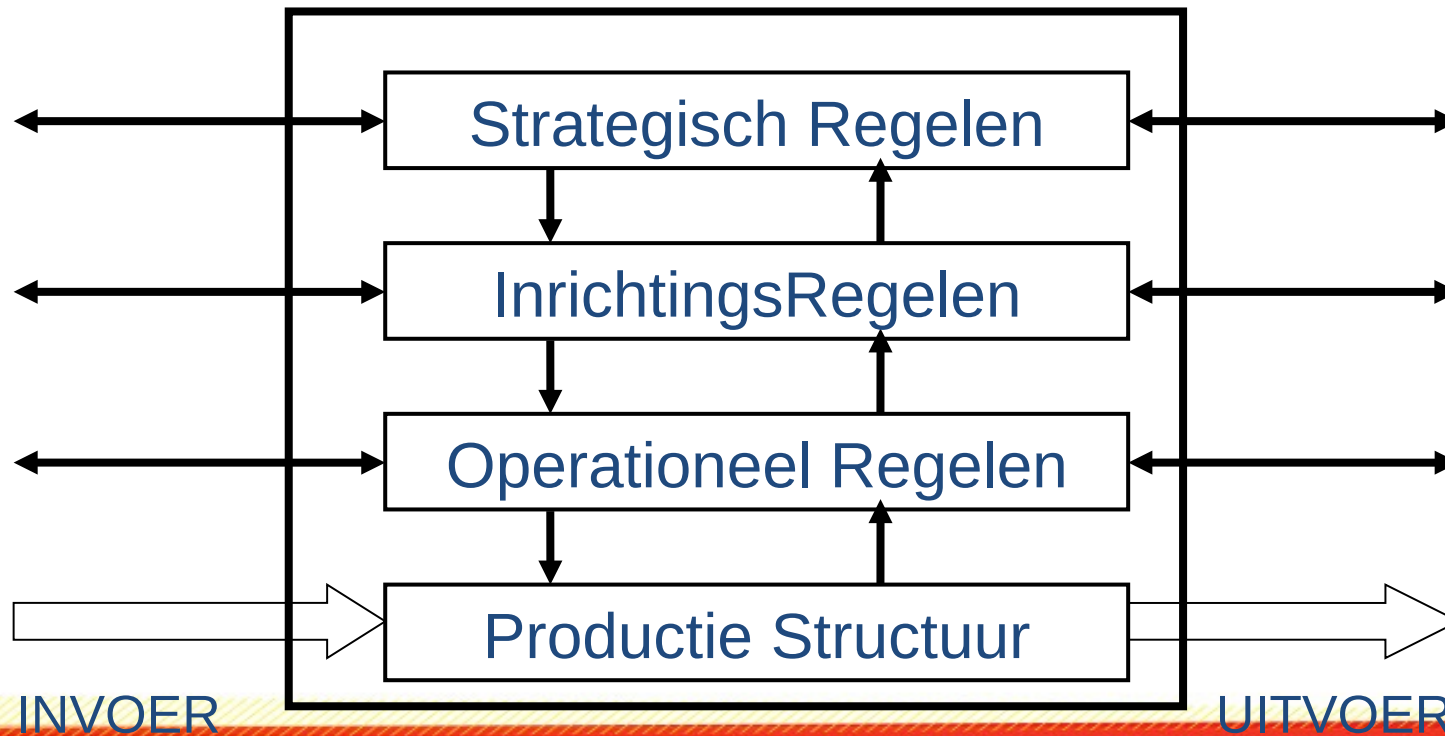 Strategisch Regelen
InrichtingsRegelen
Operationeel Regelen
Productie Structuur
INVOER
UITVOER